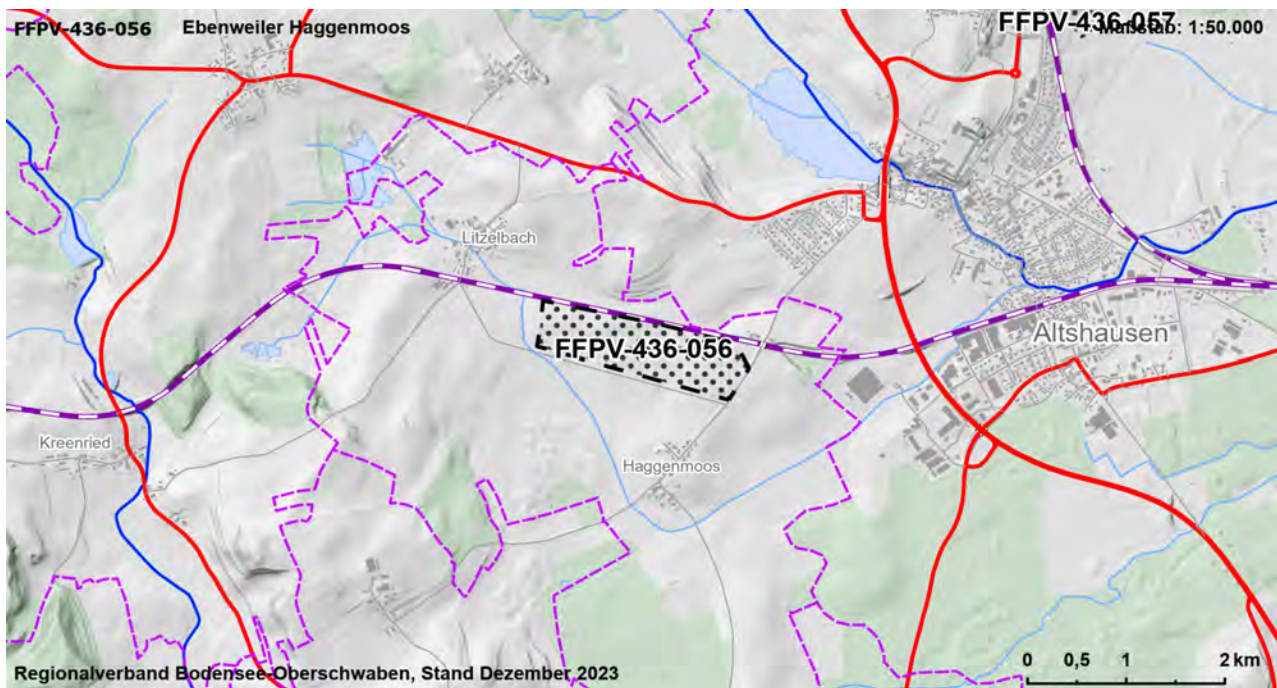 FFPV-436-056 Ebenweiler Haggenmoos
FFPV-436-057
Maßstab: 1:50.000
Litzelbach
FFPV-436-056
Altshausen
Kreenried
Haggenmoos
Regionalverband Bodensee-Oberschwaben, Stand Dezember 2023
0 0,5 1 2 km